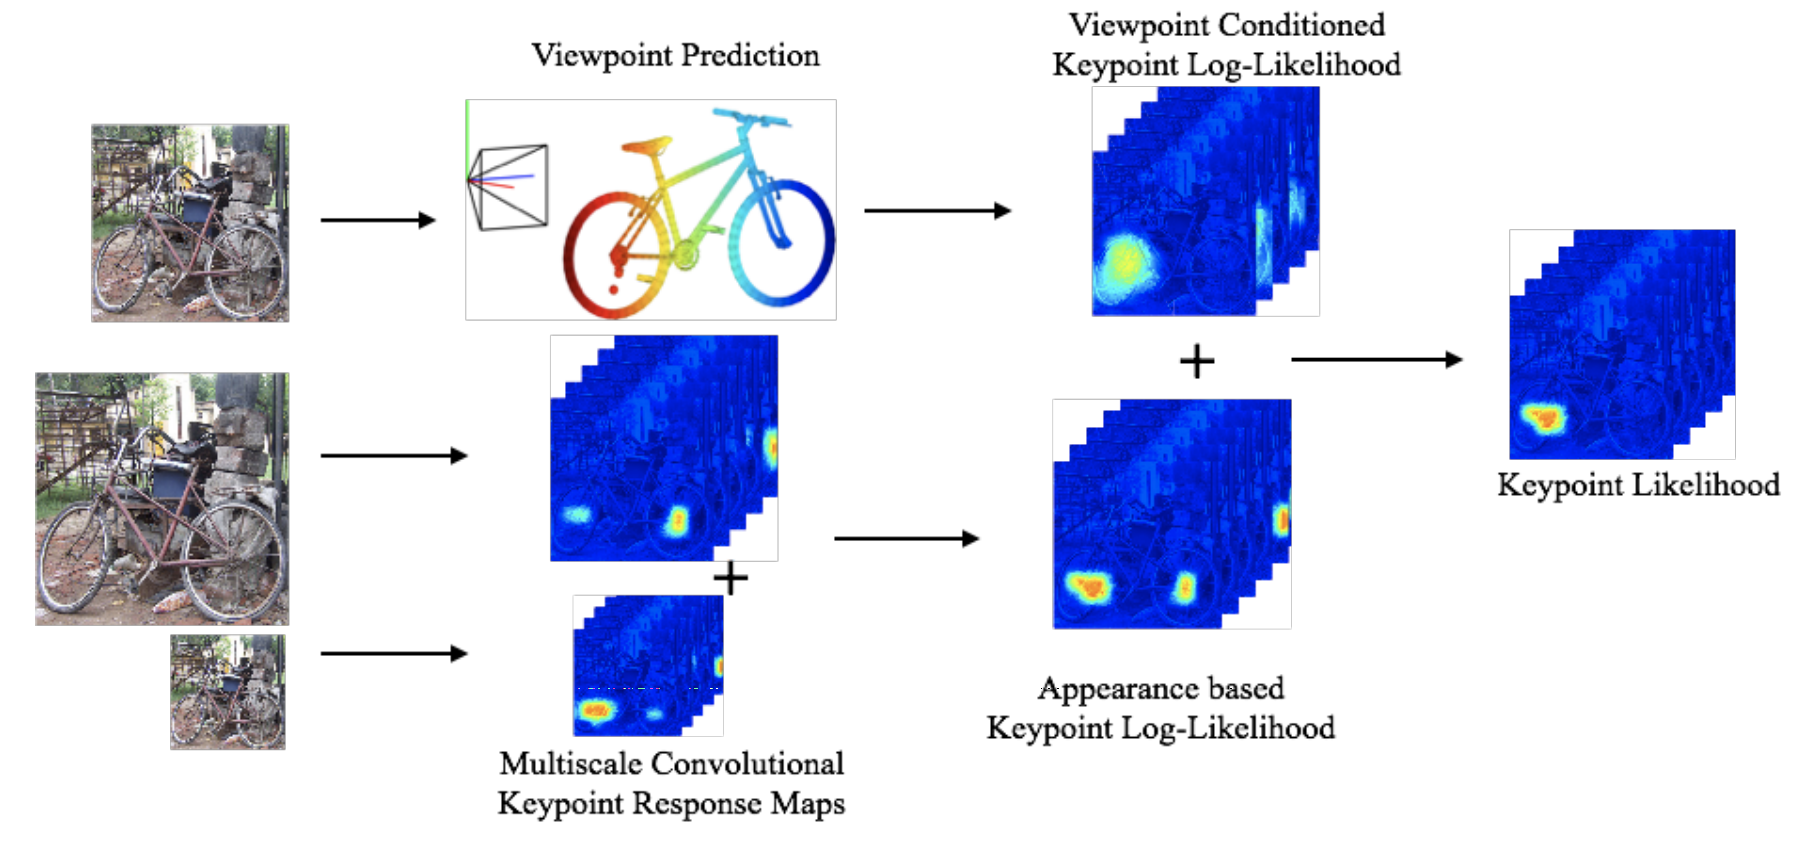 Viewpoint Prediction
Viewpoint Conditioned
Keypoint Log-Likelihood
Keypoint Likelihood
Appearance based
Keypoint Log-Likelihood
Multiscale Convolutional
Keypoint Response Maps